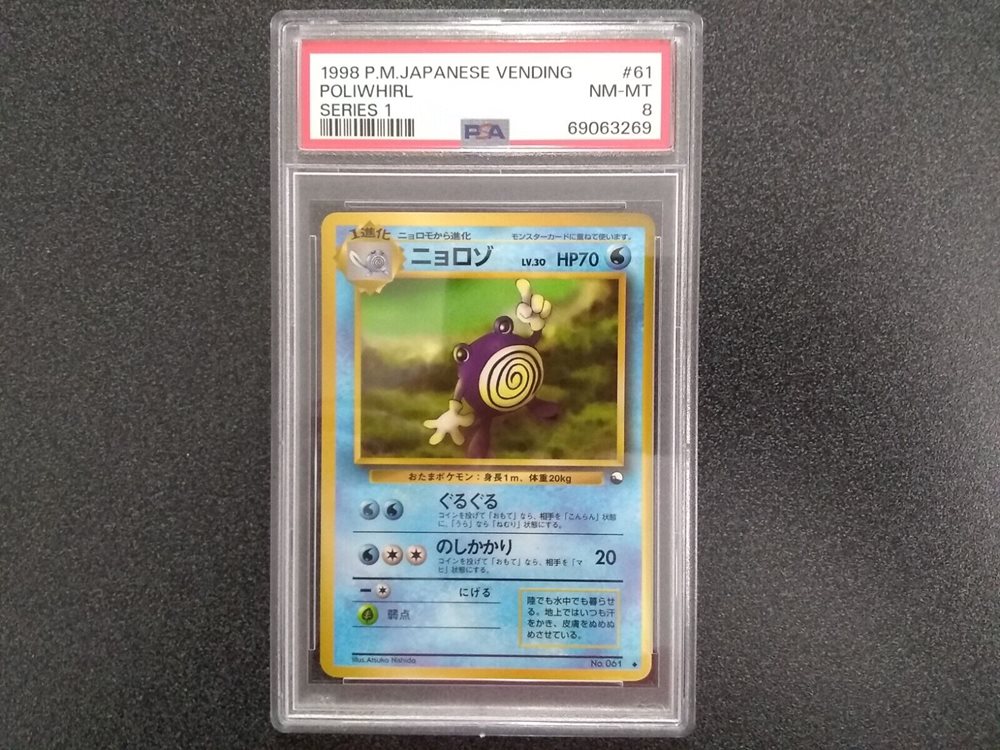 1998 P.M.JAPANESE VENDING #61
POLIWHIRL NM-MT
SERIES 1 8
PSA 69063269
1進化 ニョロモから進化 モンスターカードに重ねて使います。
ニョロゾ LV.30 HP70
おたまポケモン:身長1m、体重20kg
ぐるぐる
コインを投げて「おもて」なら、相手を「こんらん」状態
に、「うら」なら「ねむり」状態にする。
のしかかり 20
コインを投げて「おもて」なら、相手を「マ
ヒ」状態にする。
にげる
弱点
陸でも水中でも暮らせ
る。地上ではいつも汗
をかき、皮膚をぬめぬ
めさせている。
Illus.Atsuko Nishida No.061